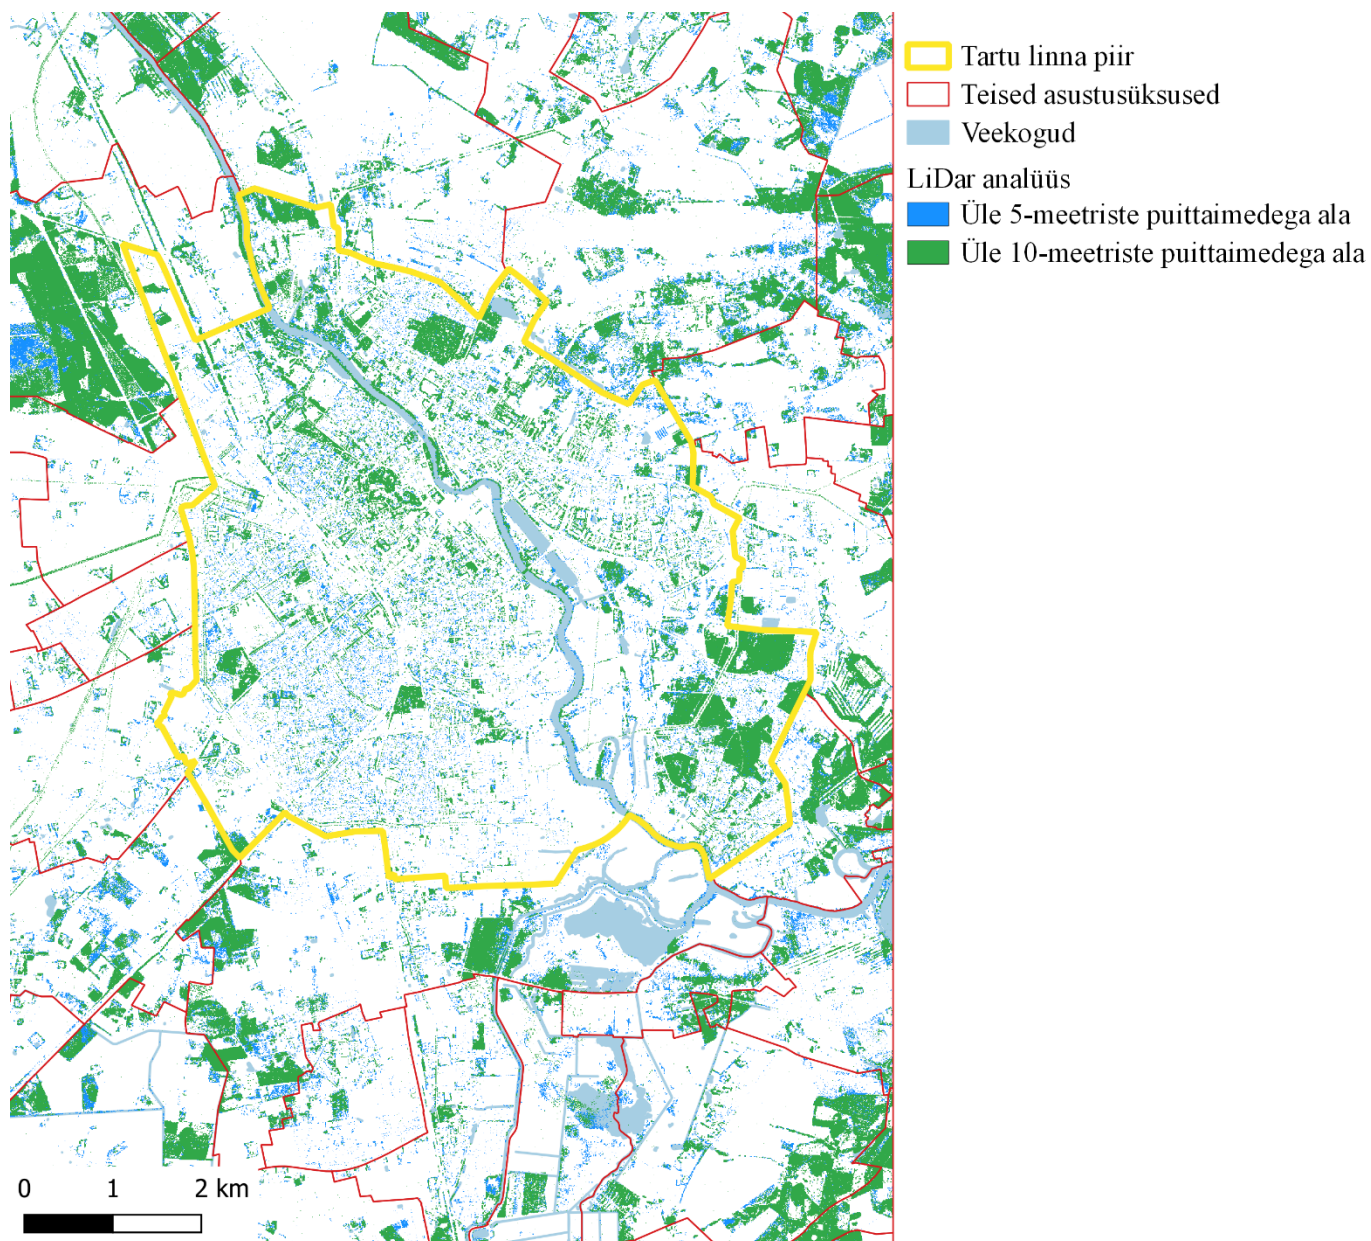 Tartu linna piir
Teised asustusüksused
Veekogud
LiDar analüüs
Üle 5-meetriste puittaimedega ala
Üle 10-meetriste puittaimedega ala
0 1 2 km